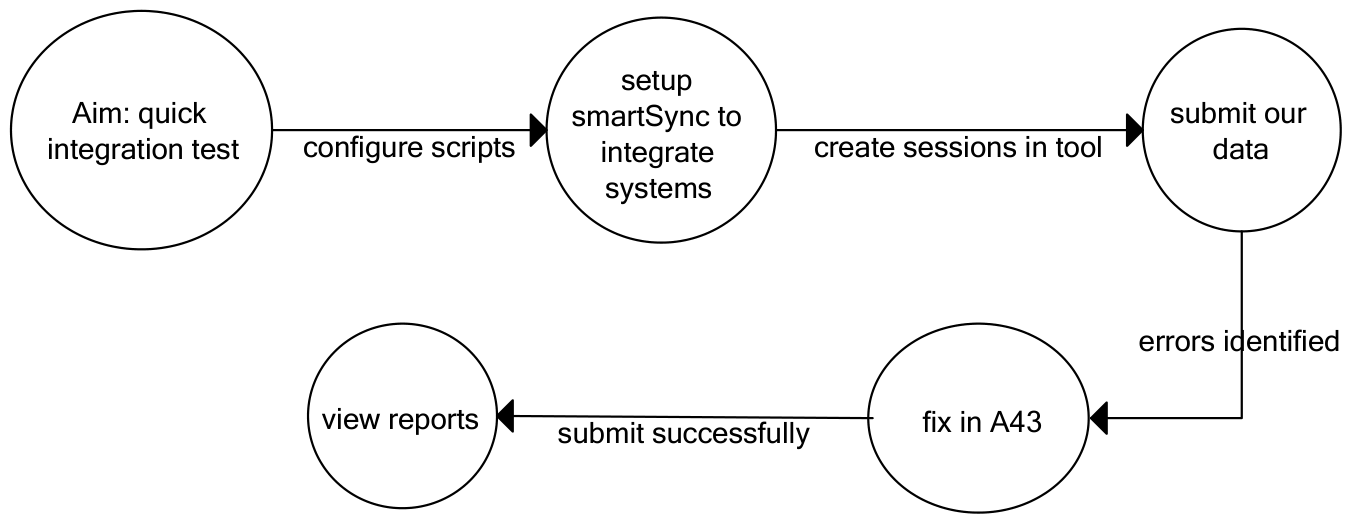 Aim: quick
integration test
configure scripts
setup
smartSync to
integrate
systems
create sessions in tool
submit our
data
errors identified
fix in A43
submit successfully
view reports